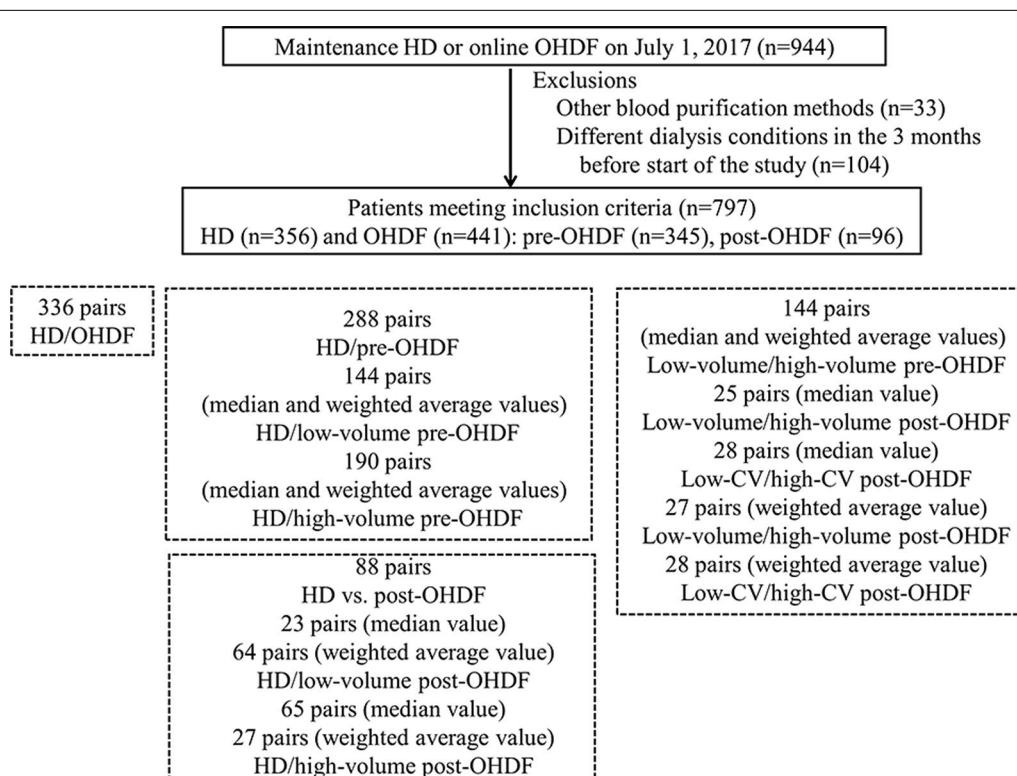 Maintenance HD or online OHDF on July 1, 2017 (n=944)
Exclusions
Other blood purification methods (n=33)
Different dialysis conditions in the 3 months
before start of the study (n=104)
Patients meeting inclusion criteria (n=797)
HD (n=356) and OHDF (n=441): pre-OHDF (n=345), post-OHDF (n=96)
336 pairs
HD/OHDF
288 pairs
HD/pre-OHDF
144 pairs
(median and weighted average values)
HD/low-volume pre-OHDF
190 pairs
(median and weighted average values)
HD/high-volume pre-OHDF
88 pairs
HD vs. post-OHDF
23 pairs (median value)
64 pairs (weighted average value)
HD/low-volume post-OHDF
65 pairs (median value)
27 pairs (weighted average value)
HD/high-volume post-OHDF
144 pairs
(median and weighted average values)
Low-volume/high-volume pre-OHDF
25 pairs (median value)
Low-volume/high-volume post-OHDF
28 pairs (median value)
Low-CV/high-CV post-OHDF
27 pairs (weighted average value)
Low-volume/high-volume post-OHDF
28 pairs (weighted average value)
Low-CV/high-CV post-OHDF